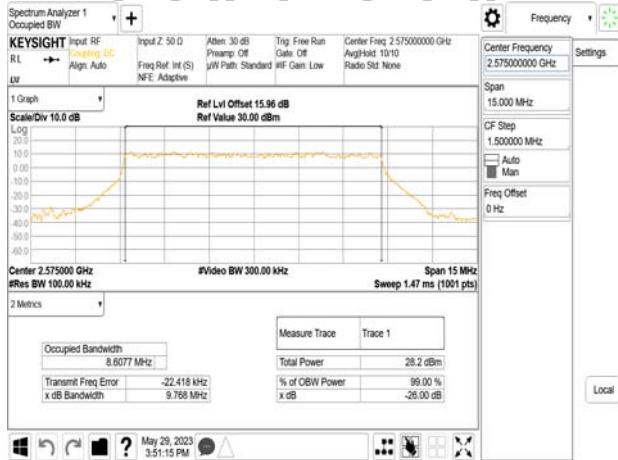 Spectrum Analyzer 1
Occupied BW
+
Frequency
KEYSIGHT
Input: RF
Coupling: DC
Align: Auto
Input Z: 50 Ω
Freq Ref: Int (S)
NFE: Adaptive
Atten: 30 dB
Preamp: Off
µW Path: Standard
Trig: Free Run
Gate: Off
#IF Gain: Low
Center Freq: 2.575000000 GHz
Avg|Hold: 10/10
Radio Std: None
RL
Center Frequency
2.575000000 GHz
Settings
Span
15.000 MHz
CF Step
1.500000 MHz
Auto
Man
Freq Offset
0 Hz
Local
1 Graph
Scale/Div 10.0 dB
Ref Lvl Offset 15.96 dB
Ref Value 30.00 dBm
Log
20.0
10.0
0.00
-10.0
-20.0
-30.0
-40.0
-50.0
-60.0
Center 2.575000 GHz
#Res BW 100.00 kHz
#Video BW 300.00 kHz
Span 15 MHz
Sweep 1.47 ms (1001 pts)
2 Metrics
Measure Trace Trace 1
Occupied Bandwidth
8.6077 MHz
Total Power 28.2 dBm
Transmit Freq Error -22.418 kHz
% of OBW Power 99.00 %
x dB Bandwidth 9.768 MHz
x dB -26.00 dB
?
May 29, 2023
3:51:15 PM